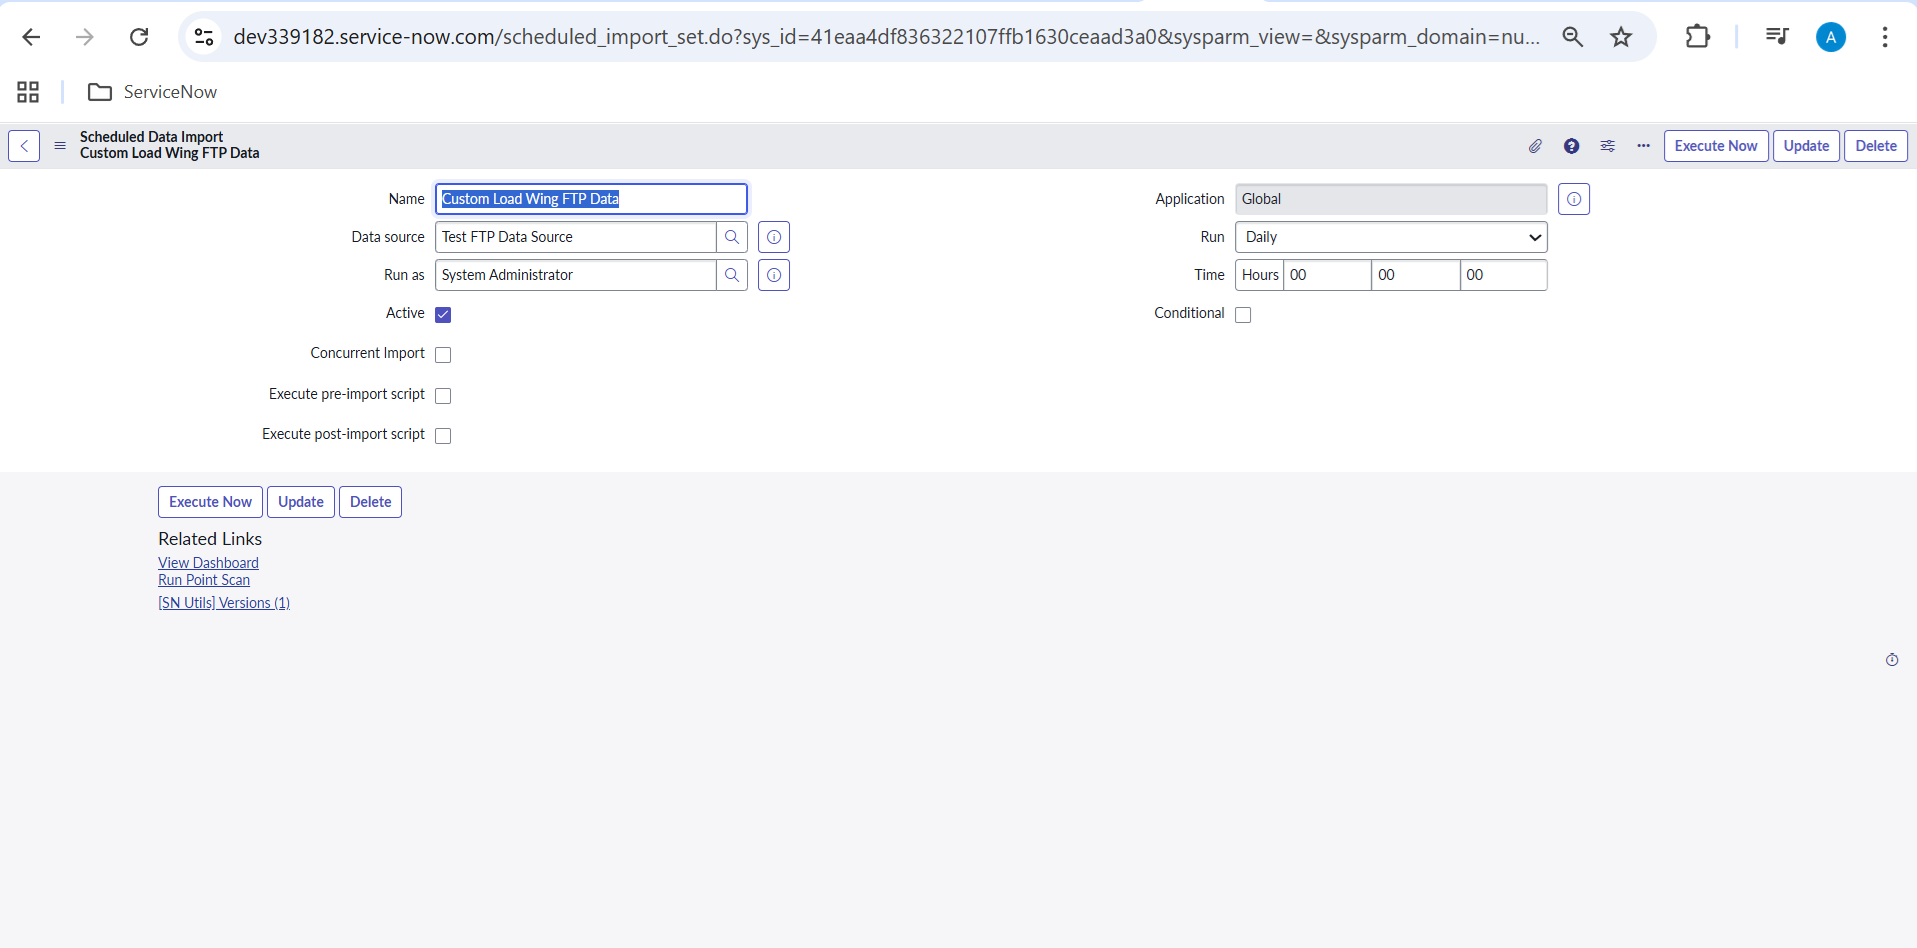 dev339182.service-now.com/scheduled_import_set.do?sys_id=41eaa4df836322107ffb1630ceaad3a0&sysparm_view=&sysparm_domain=nu...
A
ServiceNow
Scheduled Data Import
Custom Load Wing FTP Data
Execute Now Update Delete
Name Custom Load Wing FTP Data
Application Global
Data source Test FTP Data Source
Run Daily
Run as System Administrator
Time Hours 00 00 00
Active
Conditional
Concurrent Import
Execute pre-import script
Execute post-import script
Execute Now Update Delete
Related Links
View Dashboard
Run Point Scan
[SN Utils] Versions (1)